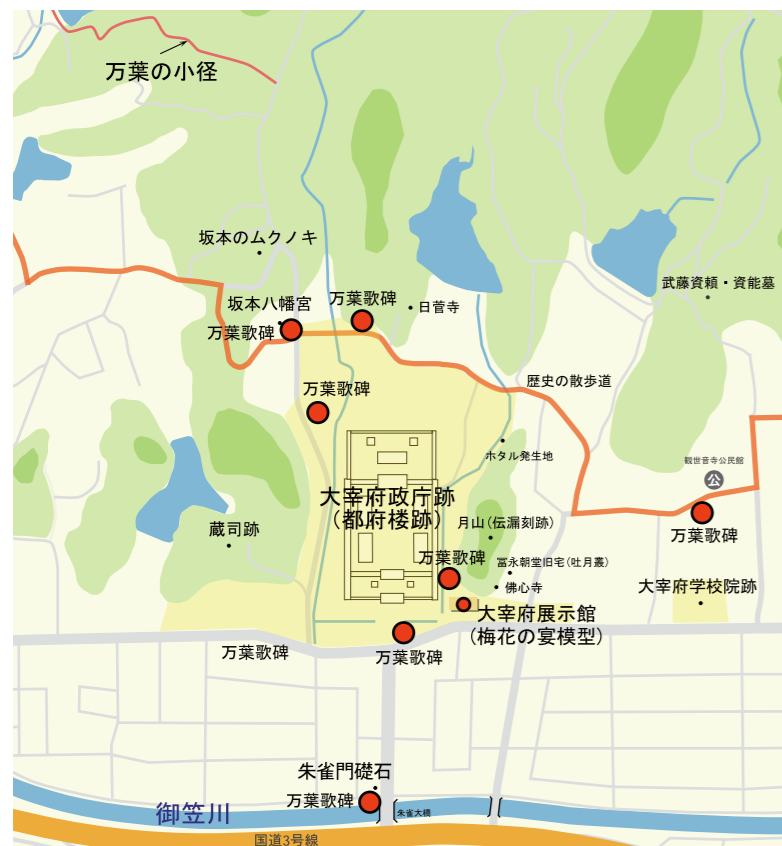 万葉の小径
坂本のムクノキ
武藤資頼・資能墓
坂本八幡宮
万葉歌碑
日菅寺
万葉歌碑
歴史の散歩道
万葉歌碑
ホタル発生地
観世音寺公民館
公
大宰府政庁跡
(都府楼跡)
月山(伝漏刻跡)
蔵司跡
万葉歌碑
万葉歌碑
冨永朝堂旧宅(吐月叢)
佛心寺
大宰府学校院跡
大宰府展示館
(梅花の宴模型)
万葉歌碑
万葉歌碑
朱雀門礎石
万葉歌碑
朱雀大橋
御笠川
国道3号線